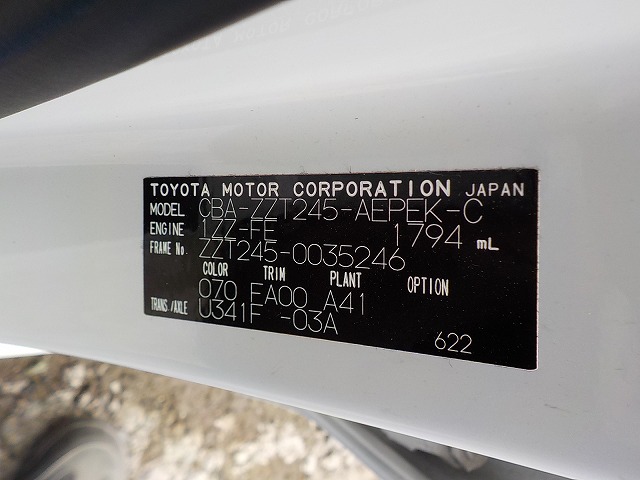 TOYOTA MOTOR CORPORATION JAPAN
MODEL CBA-ZZT245-AEPEK-C
ENGINE 1ZZ-FE 1794 mL
FRAME No ZZT245-0035246
COLOR TRIM PLANT OPTION
070 EA00 A41
TRANS./AXLE U341F -03A
622